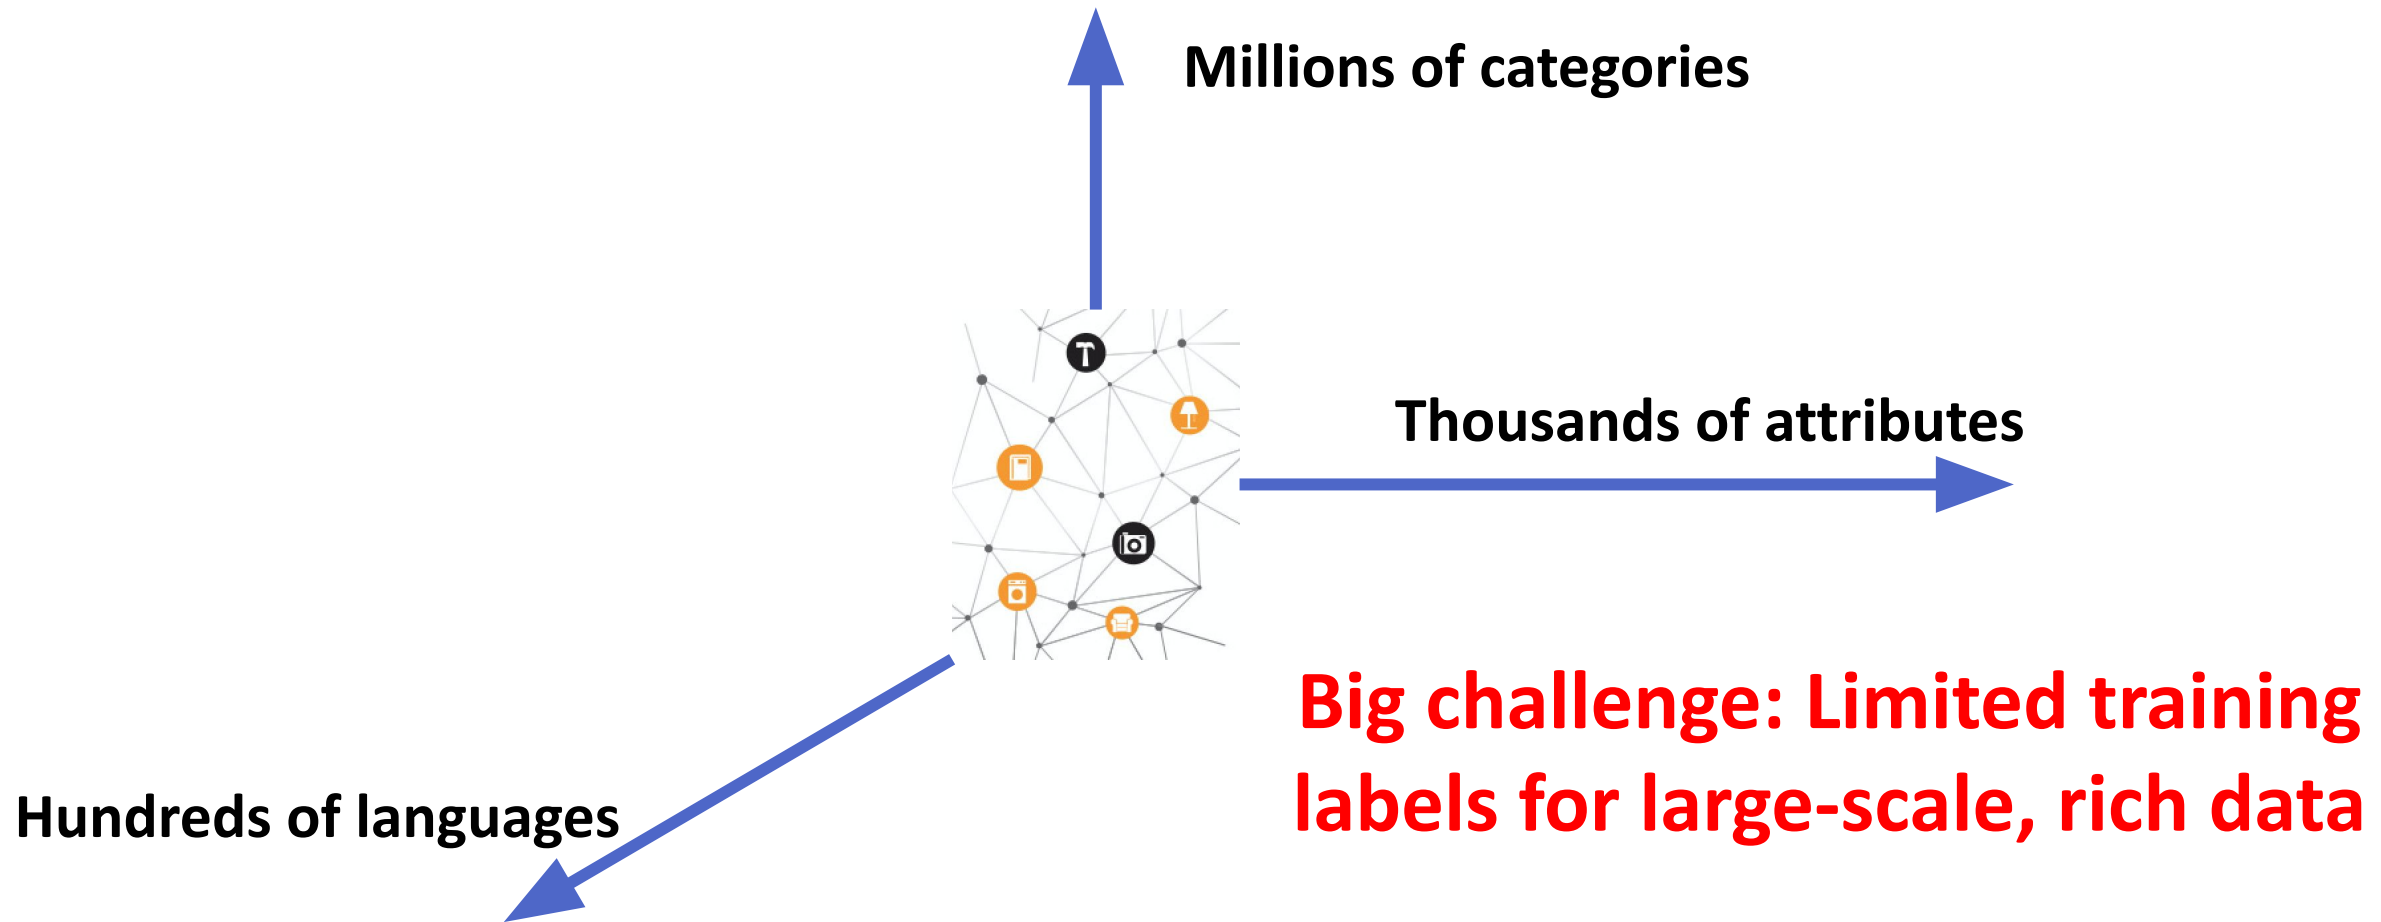 Millions of categories
Thousands of attributes
Big challenge: Limited training
labels for large-scale, rich data
Hundreds of languages